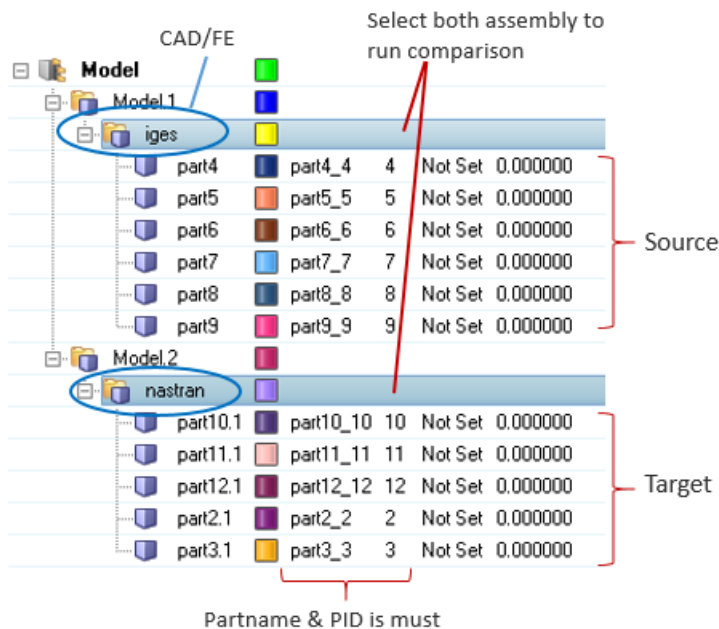 CAD/FE
Select both assembly to
run comparison
Model
Model.1
iges
part4 part4_4 4 Not Set 0.000000
part5 part5_5 5 Not Set 0.000000
part6 part6_6 6 Not Set 0.000000
part7 part7_7 7 Not Set 0.000000
part8 part8_8 8 Not Set 0.000000
part9 part9_9 9 Not Set 0.000000
Source
Model.2
nastran
part10.1 part10_10 10 Not Set 0.000000
part11.1 part11_11 11 Not Set 0.000000
part12.1 part12_12 12 Not Set 0.000000
part2.1 part2_2 2 Not Set 0.000000
part3.1 part3_3 3 Not Set 0.000000
Target
Partname & PID is must